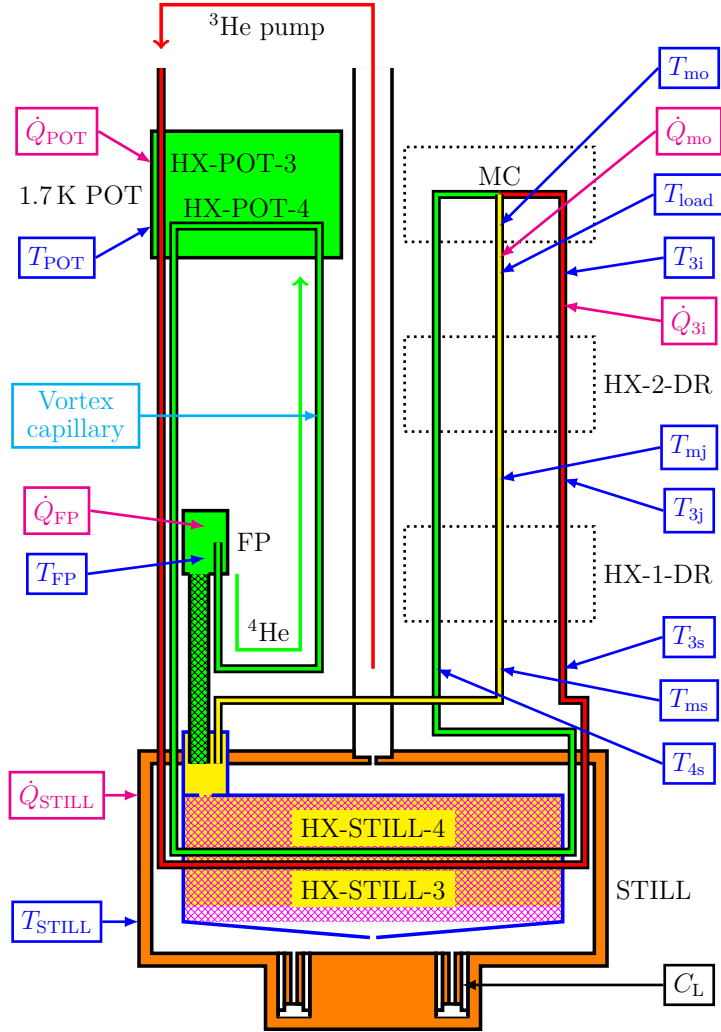 ³He pump
T_mo
Q̇_POT
Q̇_mo
HX-POT-3
MC
1.7 K POT
T_load
HX-POT-4
T_POT
T_3i
Q̇_3i
HX-2-DR
Vortex
capillary
T_mj
Q̇_FP
T_3j
FP
T_FP
HX-1-DR
⁴He
T_3s
T_ms
T_4s
Q̇_STILL
HX-STILL-4
HX-STILL-3
STILL
T_STILL
C_L